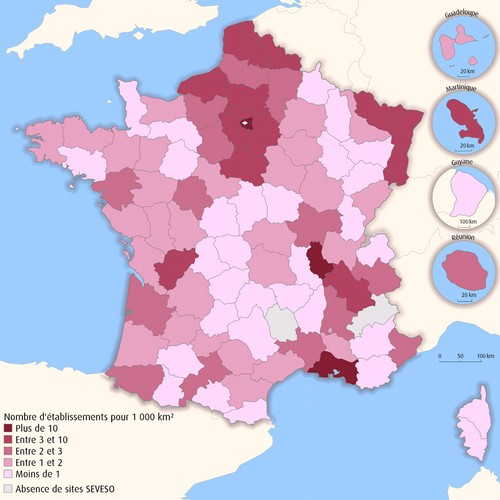 Guadeloupe
20 km
Martinique
20 km
Guyane
100 km
Réunion
20 km
0 50 100 km
Nombre d'établissements pour 1 000 km²
Plus de 10
Entre 3 et 10
Entre 2 et 3
Entre 1 et 2
Moins de 1
Absence de sites SEVESO